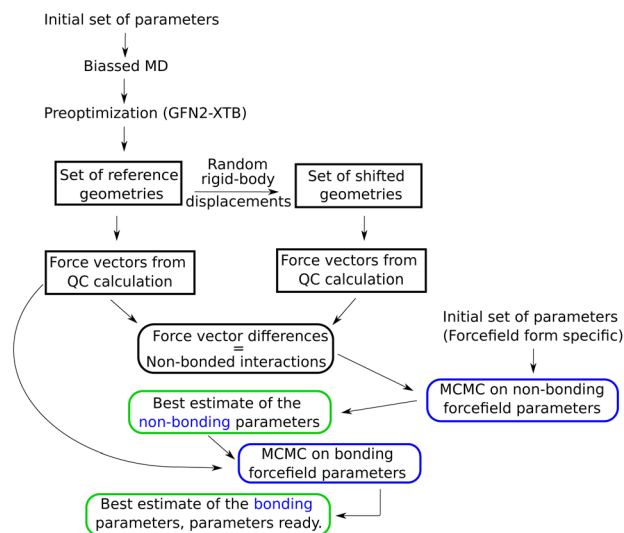 Initial set of parameters
Biassed MD
Preoptimization (GFN2-XTB)
Set of reference
geometries
Random
rigid-body
displacements
Set of shifted
geometries
Force vectors from
QC calculation
Force vectors from
QC calculation
Initial set of parameters
(Forcefield form specific)
Force vector differences
=
Non-bonded interactions
MCMC on non-bonding
forcefield parameters
Best estimate of the
non-bonding parameters
MCMC on bonding
forcefield parameters
Best estimate of the bonding
parameters, parameters ready.